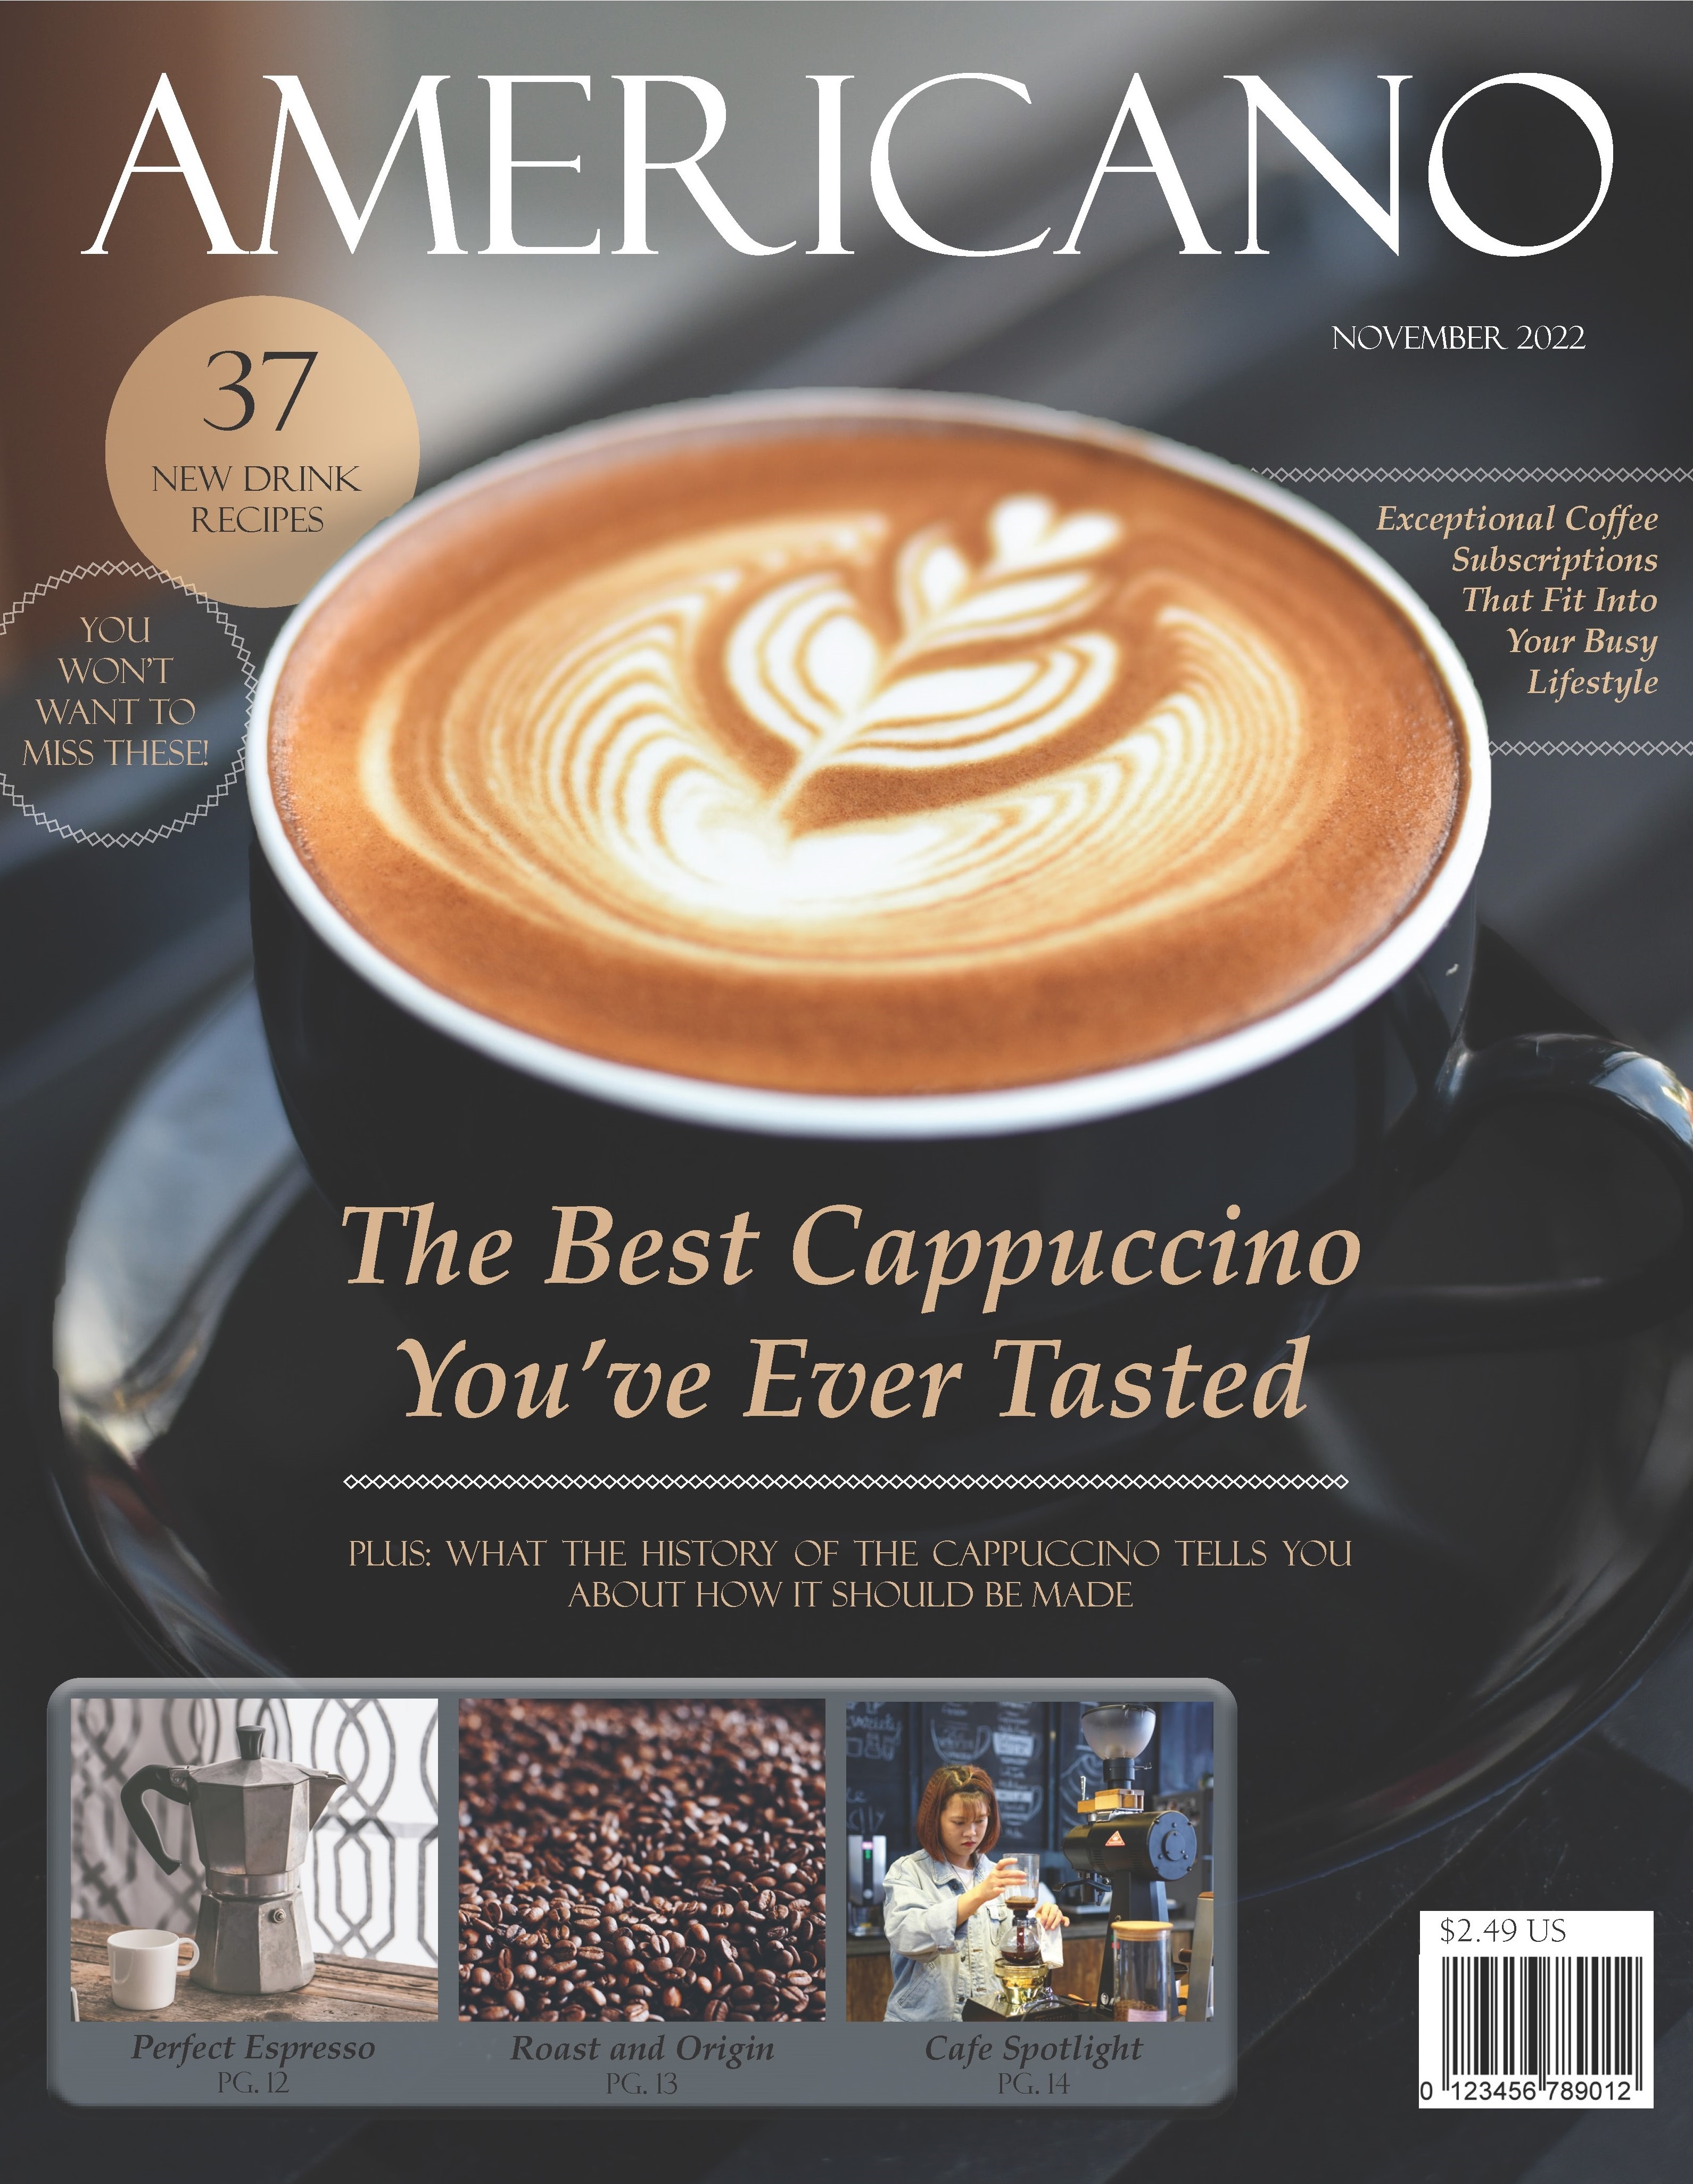 AMERICANO
NOVEMBER 2022
37
NEW DRINK
RECIPES
YOU
WON'T
WANT TO
MISS THESE!
Exceptional Coffee
Subscriptions
That Fit Into
Your Busy
Lifestyle
The Best Cappuccino
You've Ever Tasted
PLUS: WHAT THE HISTORY OF THE CAPPUCCINO TELLS YOU
ABOUT HOW IT SHOULD BE MADE
Perfect Espresso
PG. 12
Roast and Origin
PG. 13
Cafe Spotlight
PG. 14
$2.49 US
0 123456 789012